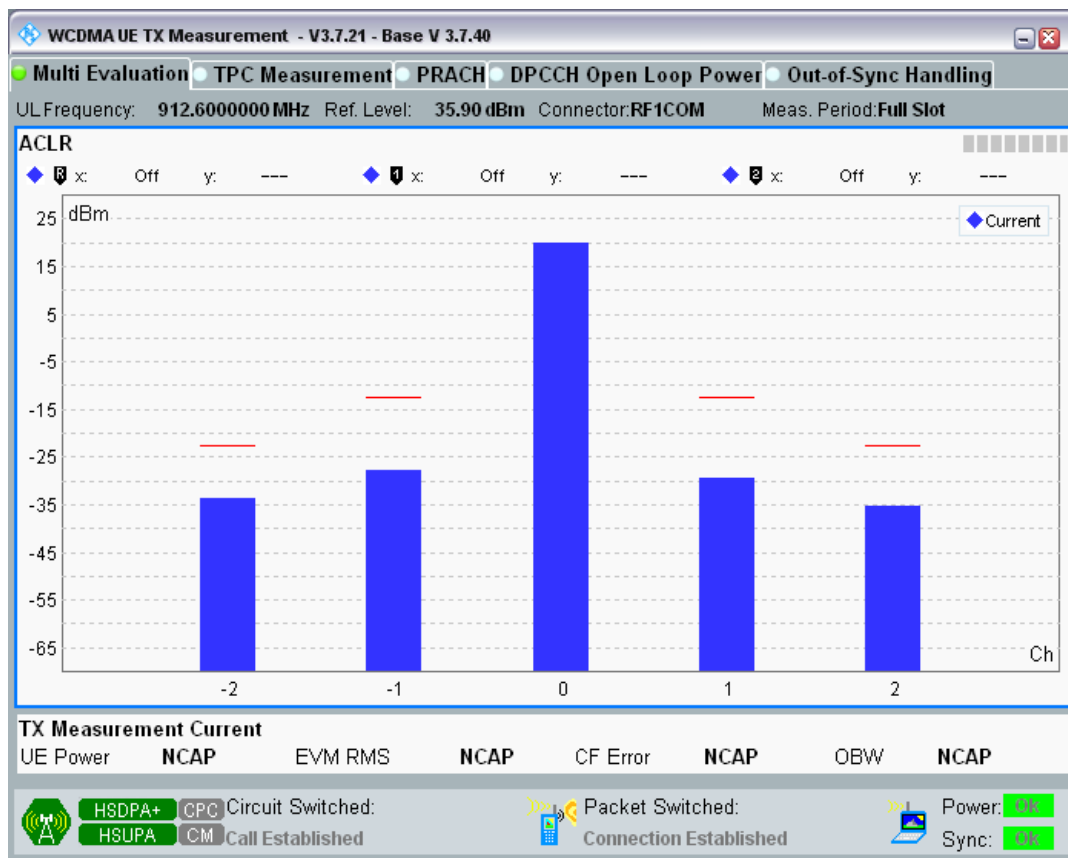 WCDMA UE TX Measurement - V3.7.21 - Base V 3.7.40
Multi Evaluation TPC Measurement PRACH DPCCH Open Loop Power Out-of-Sync Handling
UL Frequency: 912.6000000 MHz Ref. Level: 35.90 dBm Connector:RF1COM Meas. Period:Full Slot
ACLR
R x: Off y: --- 1 x: Off y: --- 2 x: Off y: ---
dBm
Current
25
15
5
-5
-15
-25
-35
-45
-55
-65
Ch
-2 -1 0 1 2
TX Measurement Current
UE Power NCAP EVM RMS NCAP CF Error NCAP OBW NCAP
HSDPA+ CPC Circuit Switched: Packet Switched: Power: OK
HSUPA CM Call Established Connection Established Sync: OK